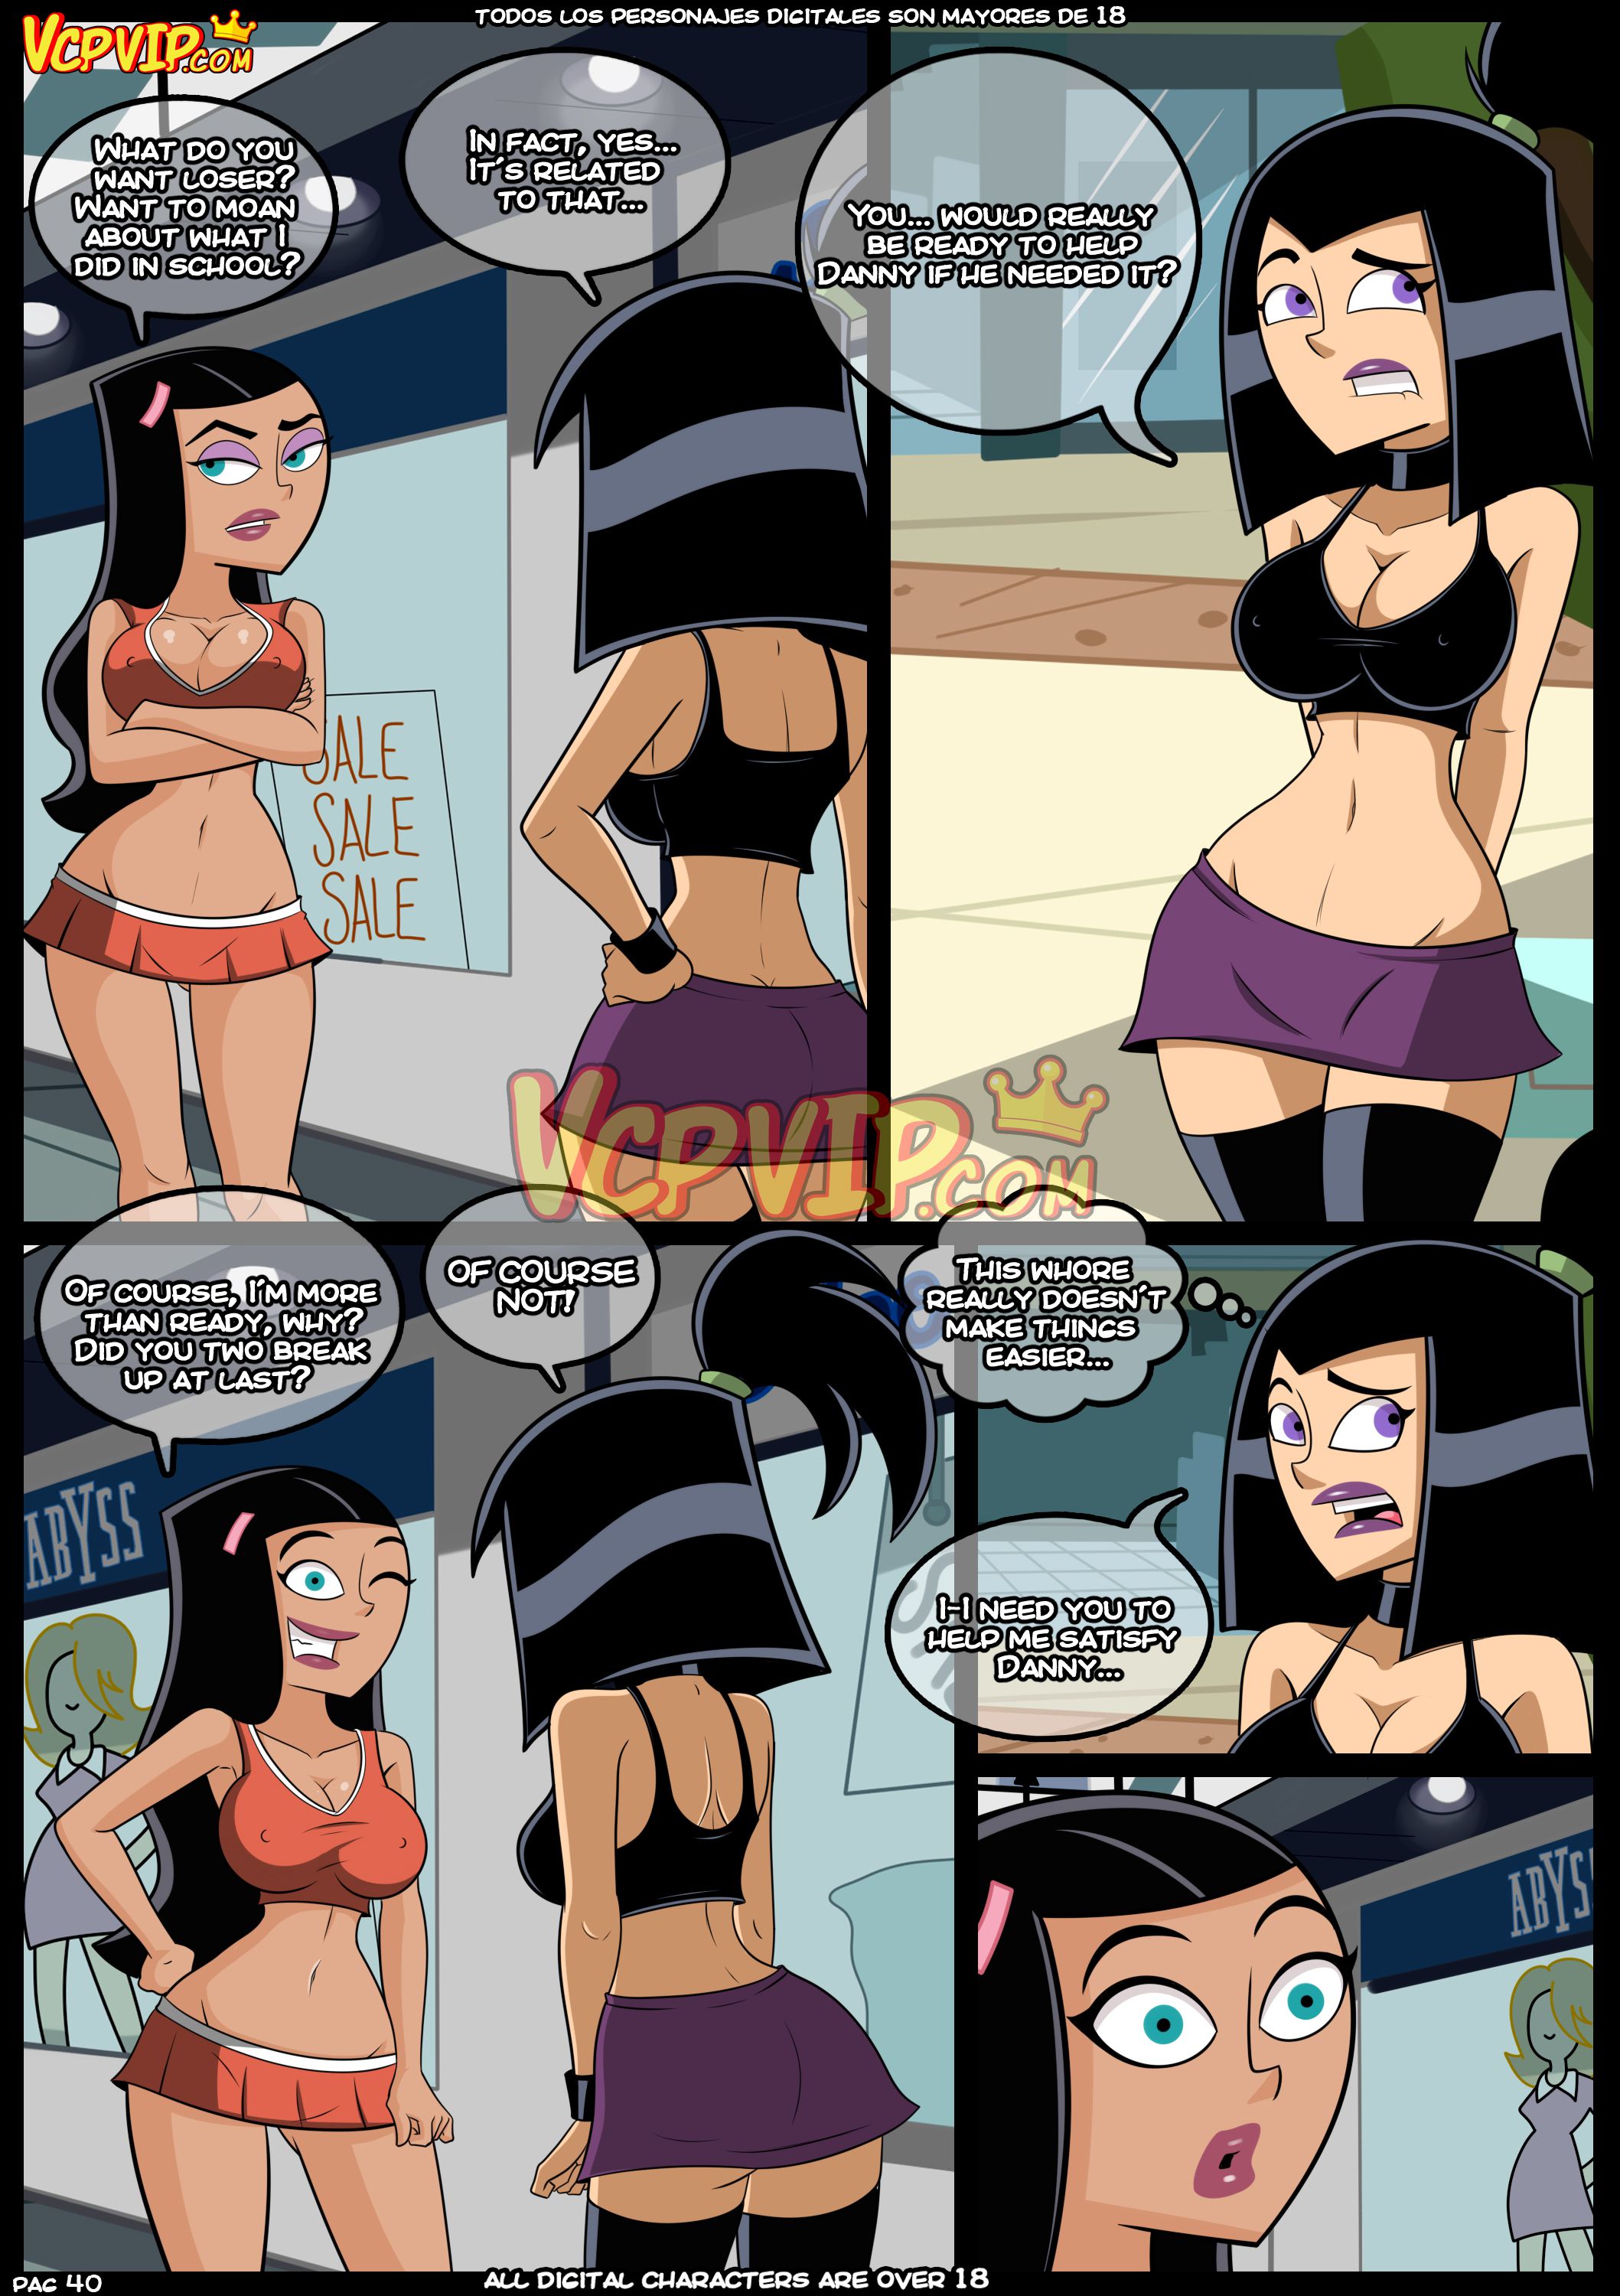 TODOS LOS PERSONAJES DIGITALES SON MAYORES DE 18
VCPVIP.COM
WHAT DO YOU
WANT LOSER?
WANT TO MOAN
ABOUT WHAT I
DID IN SCHOOL?
IN FACT, YES...
IT'S RELATED
TO THAT...
YOU... WOULD REALLY
BE READY TO HELP
DANNY IF HE NEEDED IT?
SALE
SALE
SALE
VCPVIP.COM
OF COURSE, I'M MORE
THAN READY, WHY?
DID YOU TWO BREAK
UP AT LAST?
OF COURSE
NOT!
THIS WHORE
REALLY DOESN'T
MAKE THINGS
EASIER...
ABYSS
I-I NEED YOU TO
HELP ME SATISFY
DANNY...
ABYS
PAG 40
ALL DIGITAL CHARACTERS ARE OVER 18